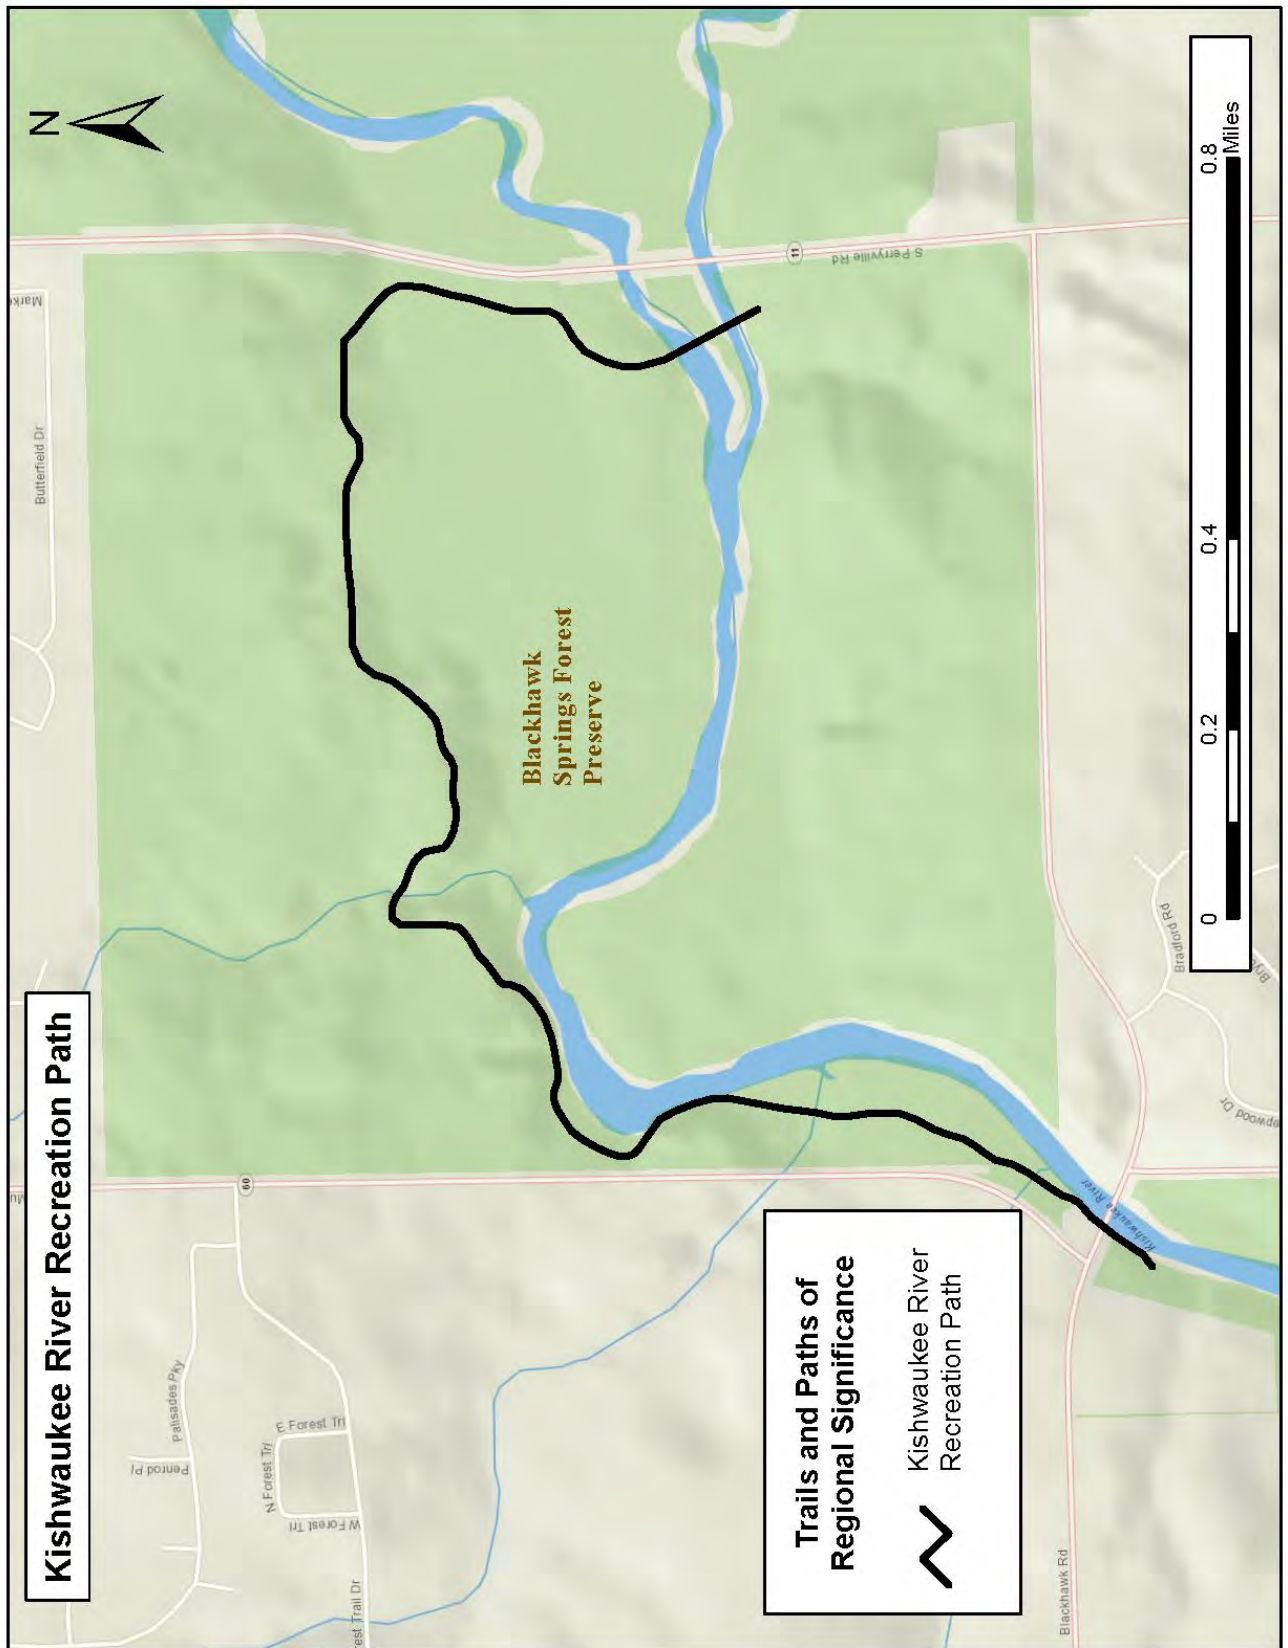 Kishwaukee River Recreation Path
N
Butterfield Dr
60
Palisades Pky
Penrod Pl
N Forest Trl
E Forest Trl
W Forest Trl
Blackhawk
Springs Forest
Preserve
11
S Perryville Rd
Kishwaukee River
Bradford Rd
Blackhawk Rd
Trails and Paths of
Regional Significance
Kishwaukee River
Recreation Path
0 0.2 0.4 0.8
Miles